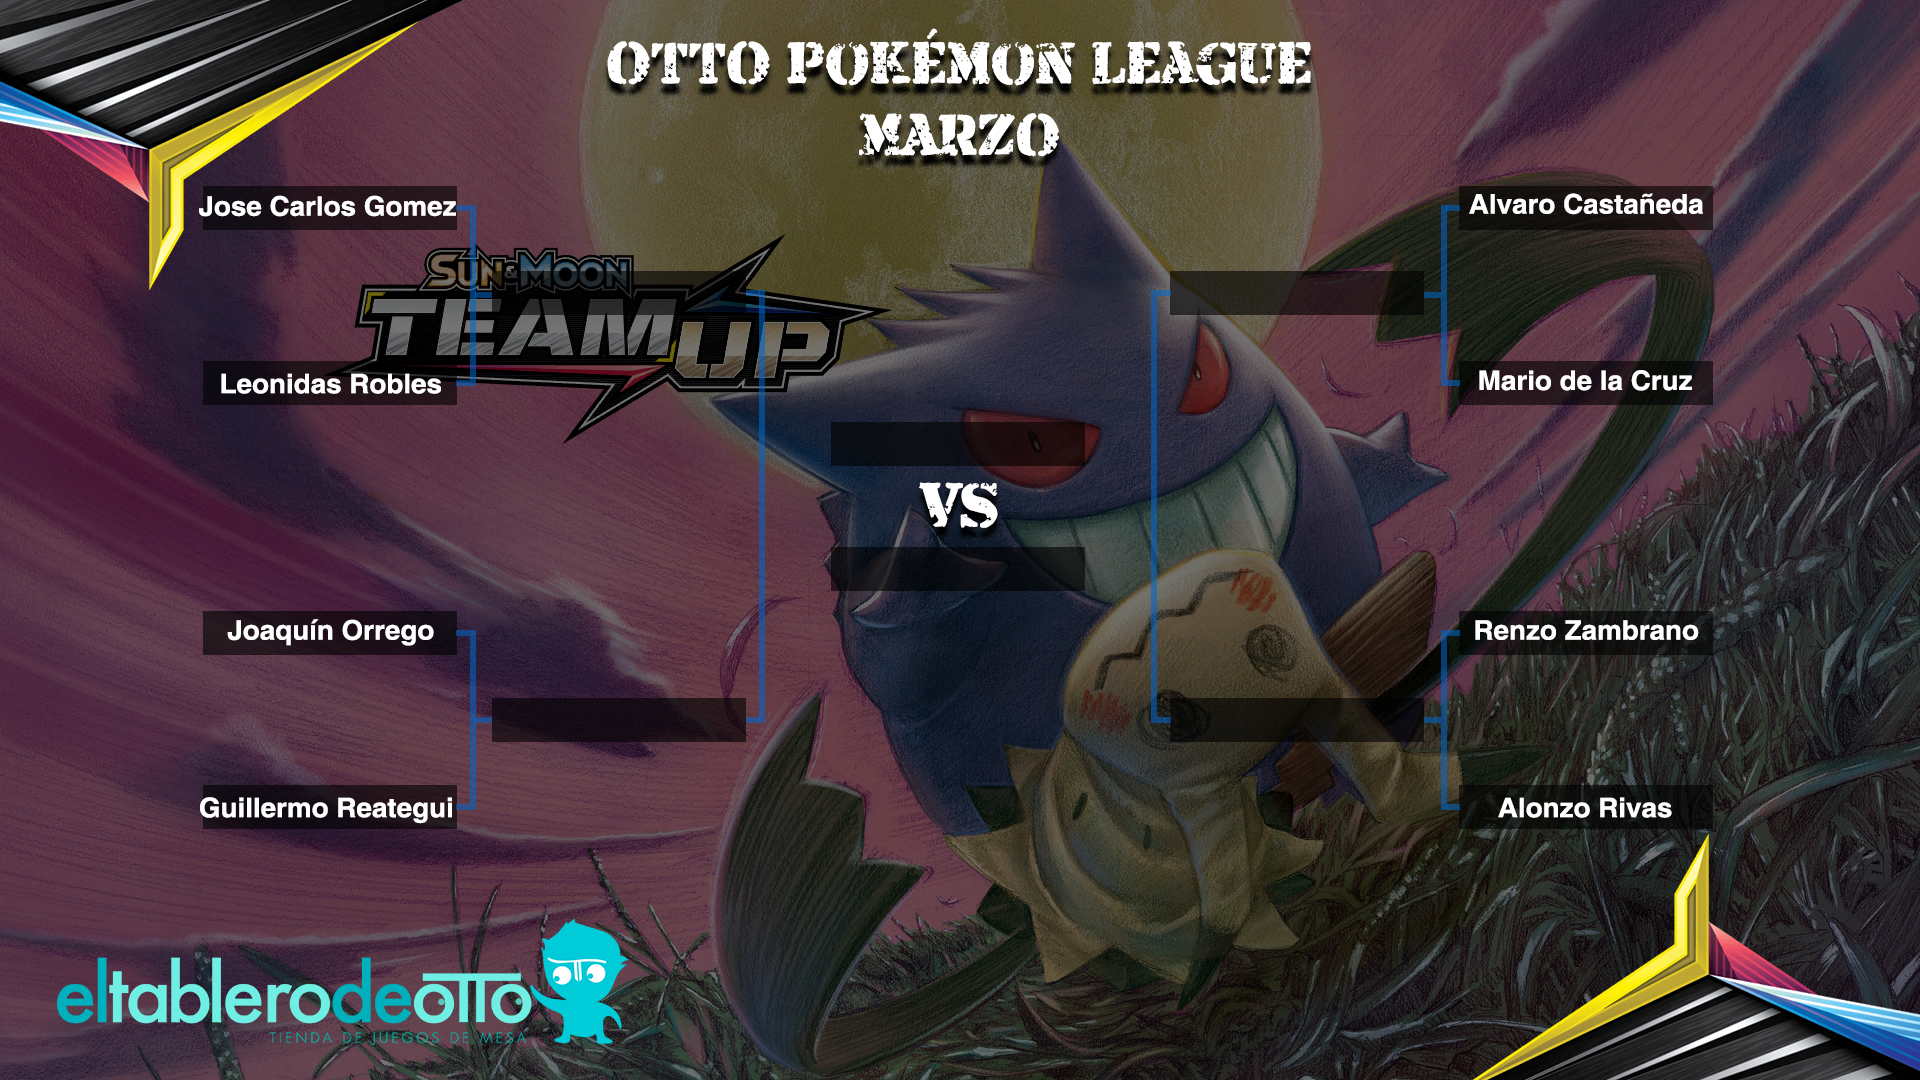 OTTO POKÉMON LEAGUE
MARZO
Jose Carlos Gomez
Alvaro Castañeda
SUN & MOON
TEAM UP
Leonidas Robles
Mario de la Cruz
VS
Joaquín Orrego
Renzo Zambrano
Guillermo Reategui
Alonzo Rivas
eltablerodeOTTO
TIENDA DE JUEGOS DE MESA